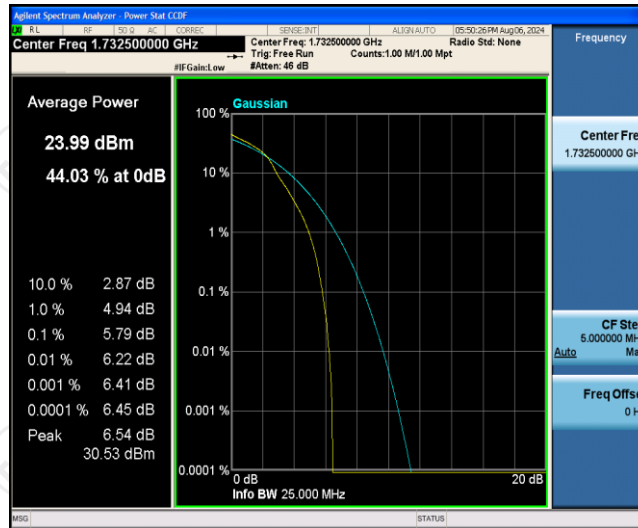 Agilent Spectrum Analyzer - Power Stat CCDF
RL RF 50 Ω AC CORREC SENSE:INT ALIGN AUTO 05:50:26 PM Aug 06, 2024
Center Freq 1.732500000 GHz
Center Freq: 1.732500000 GHz Radio Std: None
Trig: Free Run Counts:1.00 M/1.00 Mpt
#IFGain:Low #Atten: 46 dB
Frequency
Average Power
23.99 dBm
44.03 % at 0dB
10.0 % 2.87 dB
1.0 % 4.94 dB
0.1 % 5.79 dB
0.01 % 6.22 dB
0.001 % 6.41 dB
0.0001 % 6.45 dB
Peak 6.54 dB
30.53 dBm
Gaussian
100 %
10 %
1 %
0.1 %
0.01 %
0.001 %
0.0001 %
0 dB 20 dB
Info BW 25.000 MHz
Center Fre
1.732500000 GH
CF Ste
5.000000 MH
Auto Ma
Freq Offs
0 H
MSG STATUS